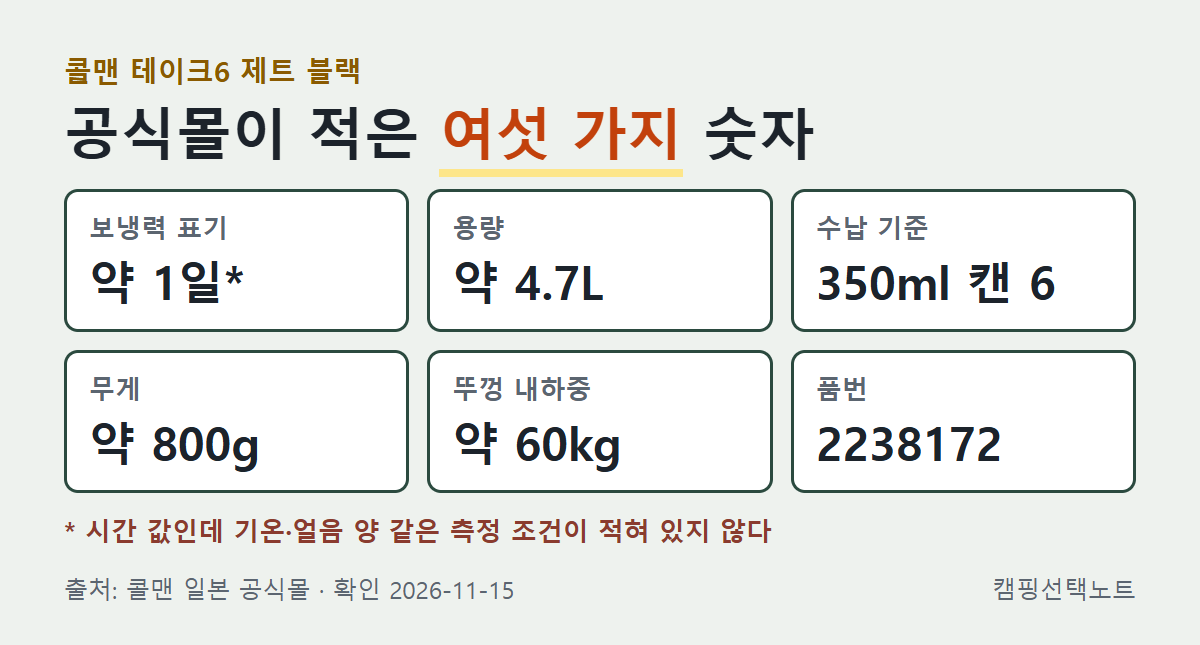 콜맨 테이크6 제트 블랙
공식몰이 적은 여섯 가지 숫자
보냉력 표기
약 1일*
용량
약 4.7L
수납 기준
350ml 캔 6
무게
약 800g
뚜껑 내하중
약 60kg
품번
2238172
* 시간 값인데 기온·얼음 양 같은 측정 조건이 적혀 있지 않다
출처: 콜맨 일본 공식몰 · 확인 2026-11-15
캠핑선택노트